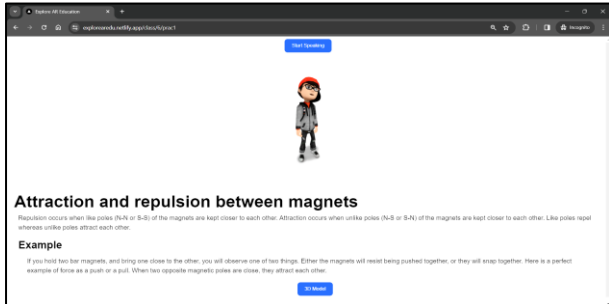 Explore AR Education
explorearedu.netlify.app/class/6/prac1
Incognito
Start Speaking
Attraction and repulsion between magnets
Repulsion occurs when like poles (N-N or S-S) of the magnets are kept closer to each other. Attraction occurs when unlike poles (N-S or S-N) of the magnets are kept closer to each other. Like poles repel
whereas unlike poles attract each other.
Example
If you hold two bar magnets, and bring one close to the other, you will observe one of two things. Either the magnets will resist being pushed together, or they will snap together. Here is a perfect
example of force as a push or a pull. When two opposite magnetic poles are close, they attract each other.
3D Model